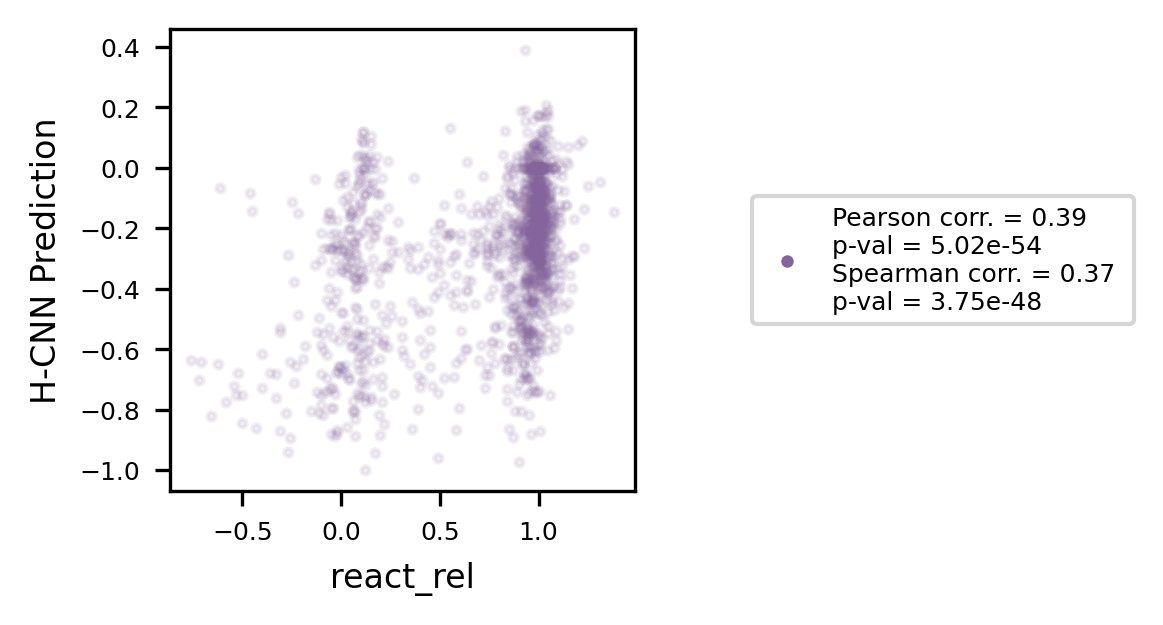 0.4
0.2
0.0
−0.2
−0.4
−0.6
−0.8
−1.0
H-CNN Prediction
−0.5 0.0 0.5 1.0
react_rel
Pearson corr. = 0.39
p-val = 5.02e-54
Spearman corr. = 0.37
p-val = 3.75e-48